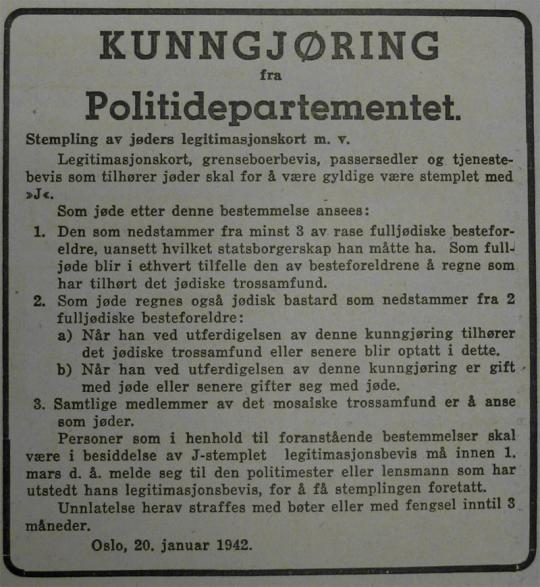 KUNNGJØRING
fra
Politidepartementet.
Stempling av jøders legitimasjonskort m. v.
Legitimasjonskort, grenseboerbevis, passersedler og tjeneste-
bevis som tilhører jøder skal for å være gyldige være stemplet med
»J«.
Som jøde etter denne bestemmelse ansees:
1. Den som nedstammer fra minst 3 av rase fulljødiske bestefor-
eldre, uansett hvilket statsborgerskap han måtte ha. Som full-
jøde blir i ethvert tilfelle den av besteforeldrene å regne som
har tilhørt det jødiske trossamfund.
2. Som jøde regnes også jødisk bastard som nedstammer fra 2
fulljødiske besteforeldre:
a) Når han ved utferdigelsen av denne kunngjøring tilhører
det jødiske trossamfund eller senere blir optatt i dette.
b) Når han ved utferdigelsen av denne kunngjøring er gift
med jøde eller senere gifter seg med jøde.
3. Samtlige medlemmer av det mosaiske trossamfund er å anse
som jøder.
Personer som i henhold til foranstående bestemmelser skal
være i besiddelse av J-stemplet legitimasjonsbevis må innen 1.
mars d. å. melde seg til den politimester eller lensmann som har
utstedt hans legitimasjonsbevis, for å få stemplingen foretatt.
Unnlatelse herav straffes med bøter eller med fengsel inntil 3
måneder.
Oslo, 20. januar 1942.